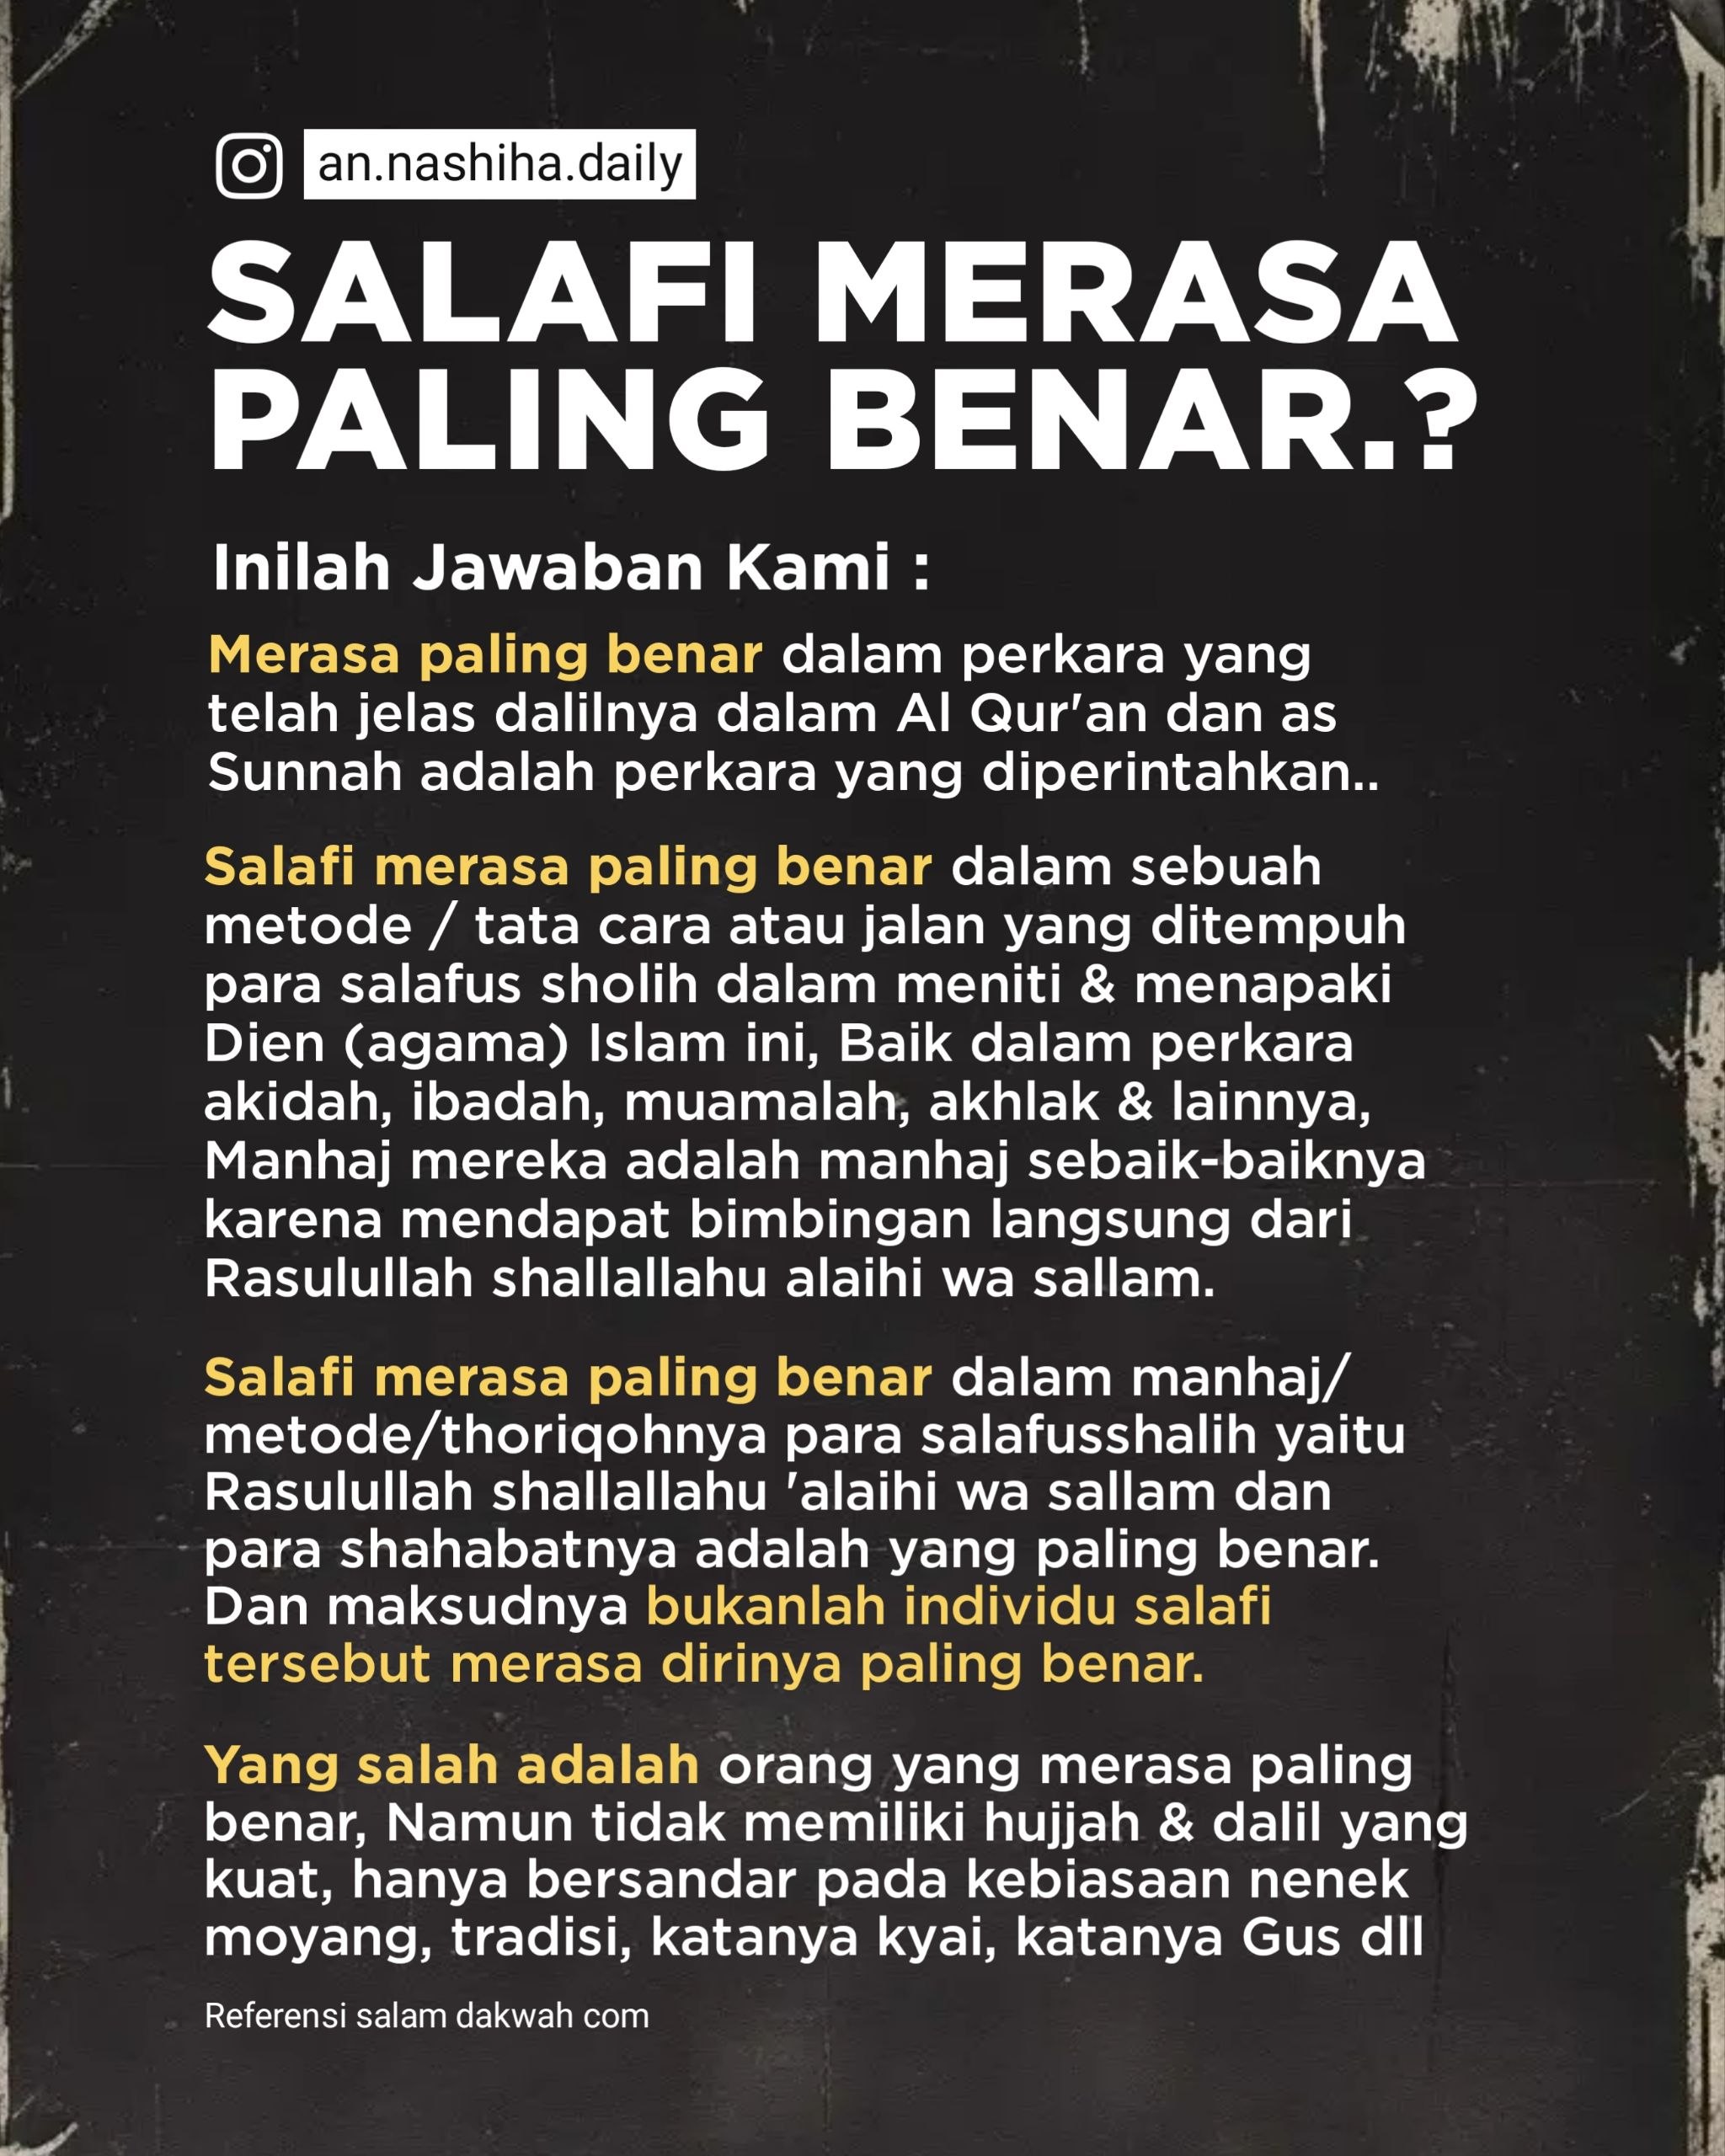 an.nashiha.daily
SALAFI MERASA
PALING BENAR.?
Inilah Jawaban Kami :
Merasa paling benar dalam perkara yang
telah jelas dalilnya dalam Al Qur'an dan as
Sunnah adalah perkara yang diperintahkan..
Salafi merasa paling benar dalam sebuah
metode / tata cara atau jalan yang ditempuh
para salafus sholih dalam meniti & menapaki
Dien (agama) Islam ini, Baik dalam perkara
akidah, ibadah, muamalah, akhlak & lainnya,
Manhaj mereka adalah manhaj sebaik-baiknya
karena mendapat bimbingan langsung dari
Rasulullah shallallahu alaihi wa sallam.
Salafi merasa paling benar dalam manhaj/
metode/thoriqohnya para salafusshalih yaitu
Rasulullah shallallahu 'alaihi wa sallam dan
para shahabatnya adalah yang paling benar.
Dan maksudnya bukanlah individu salafi
tersebut merasa dirinya paling benar.
Yang salah adalah orang yang merasa paling
benar, Namun tidak memiliki hujjah & dalil yang
kuat, hanya bersandar pada kebiasaan nenek
moyang, tradisi, katanya kyai, katanya Gus dll
Referensi salam dakwah com